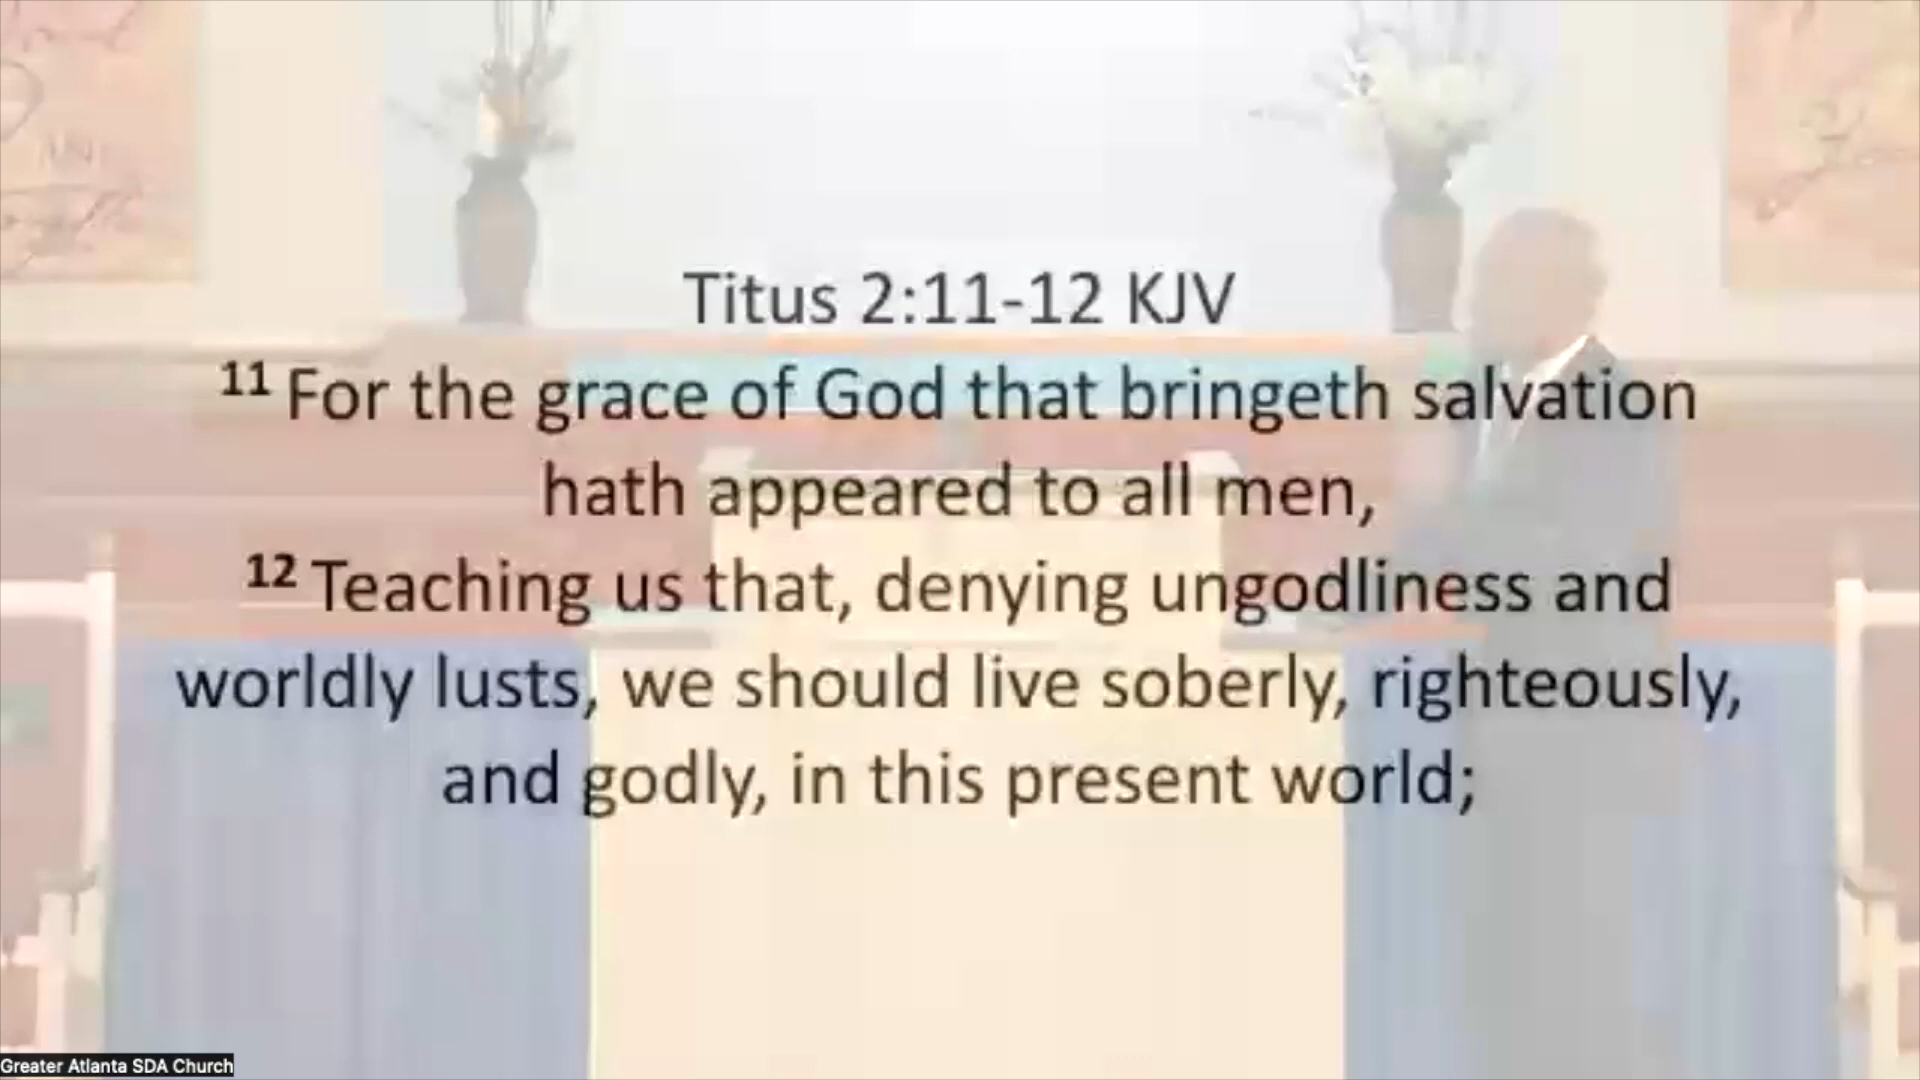 Titus 2:11-12 KJV
11 For the grace of God that bringeth salvation
hath appeared to all men,
12 Teaching us that, denying ungodliness and
worldly lusts, we should live soberly, righteously,
and godly, in this present world;
Greater Atlanta SDA Church